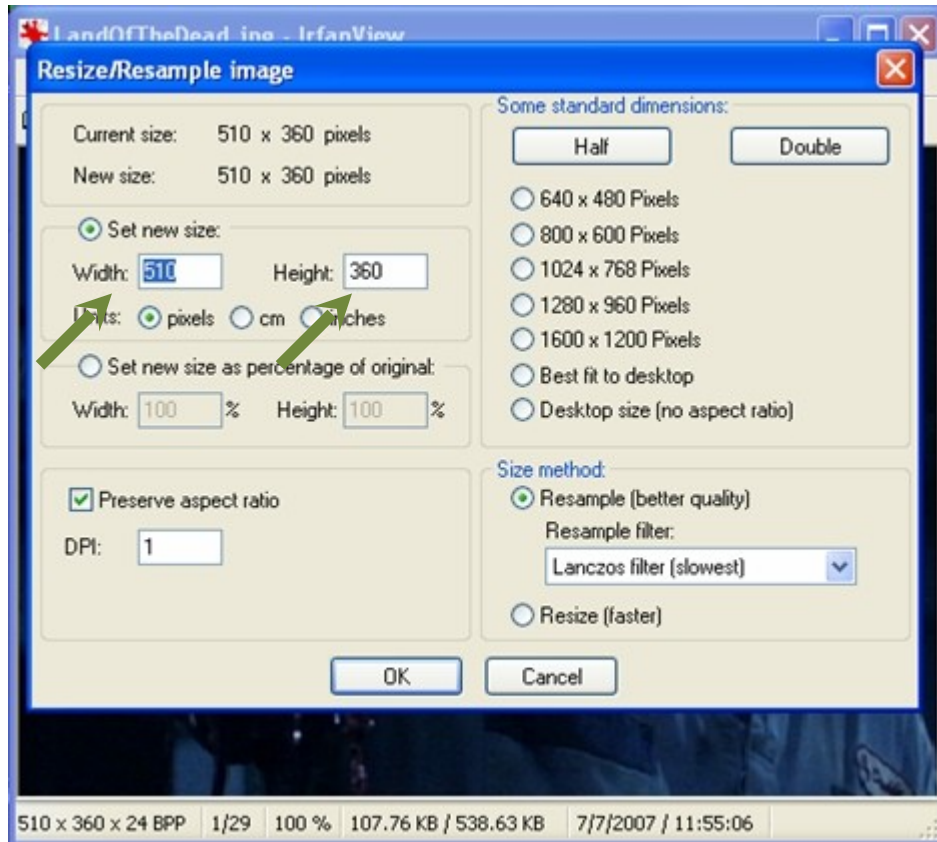 LandOfTheDead.jpg - IrfanView
Resize/Resample image
Current size: 510 x 360 pixels
New size: 510 x 360 pixels
Set new size:
Width: 510 Height: 360
Units: pixels cm inches
Set new size as percentage of original:
Width: 100 % Height: 100 %
Preserve aspect ratio
DPI: 1
Some standard dimensions:
Half Double
640 x 480 Pixels
800 x 600 Pixels
1024 x 768 Pixels
1280 x 960 Pixels
1600 x 1200 Pixels
Best fit to desktop
Desktop size (no aspect ratio)
Size method:
Resample (better quality)
Resample filter:
Lanczos filter (slowest)
Resize (faster)
OK Cancel
510 x 360 x 24 BPP 1/29 100 % 107.76 KB / 538.63 KB 7/7/2007 / 11:55:06